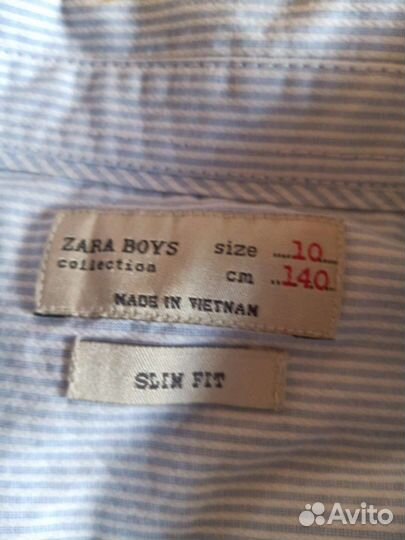 ZARA BOYS size ....10....
collection cm ..140..
MADE IN VIETNAM
SLIM FIT
Avito